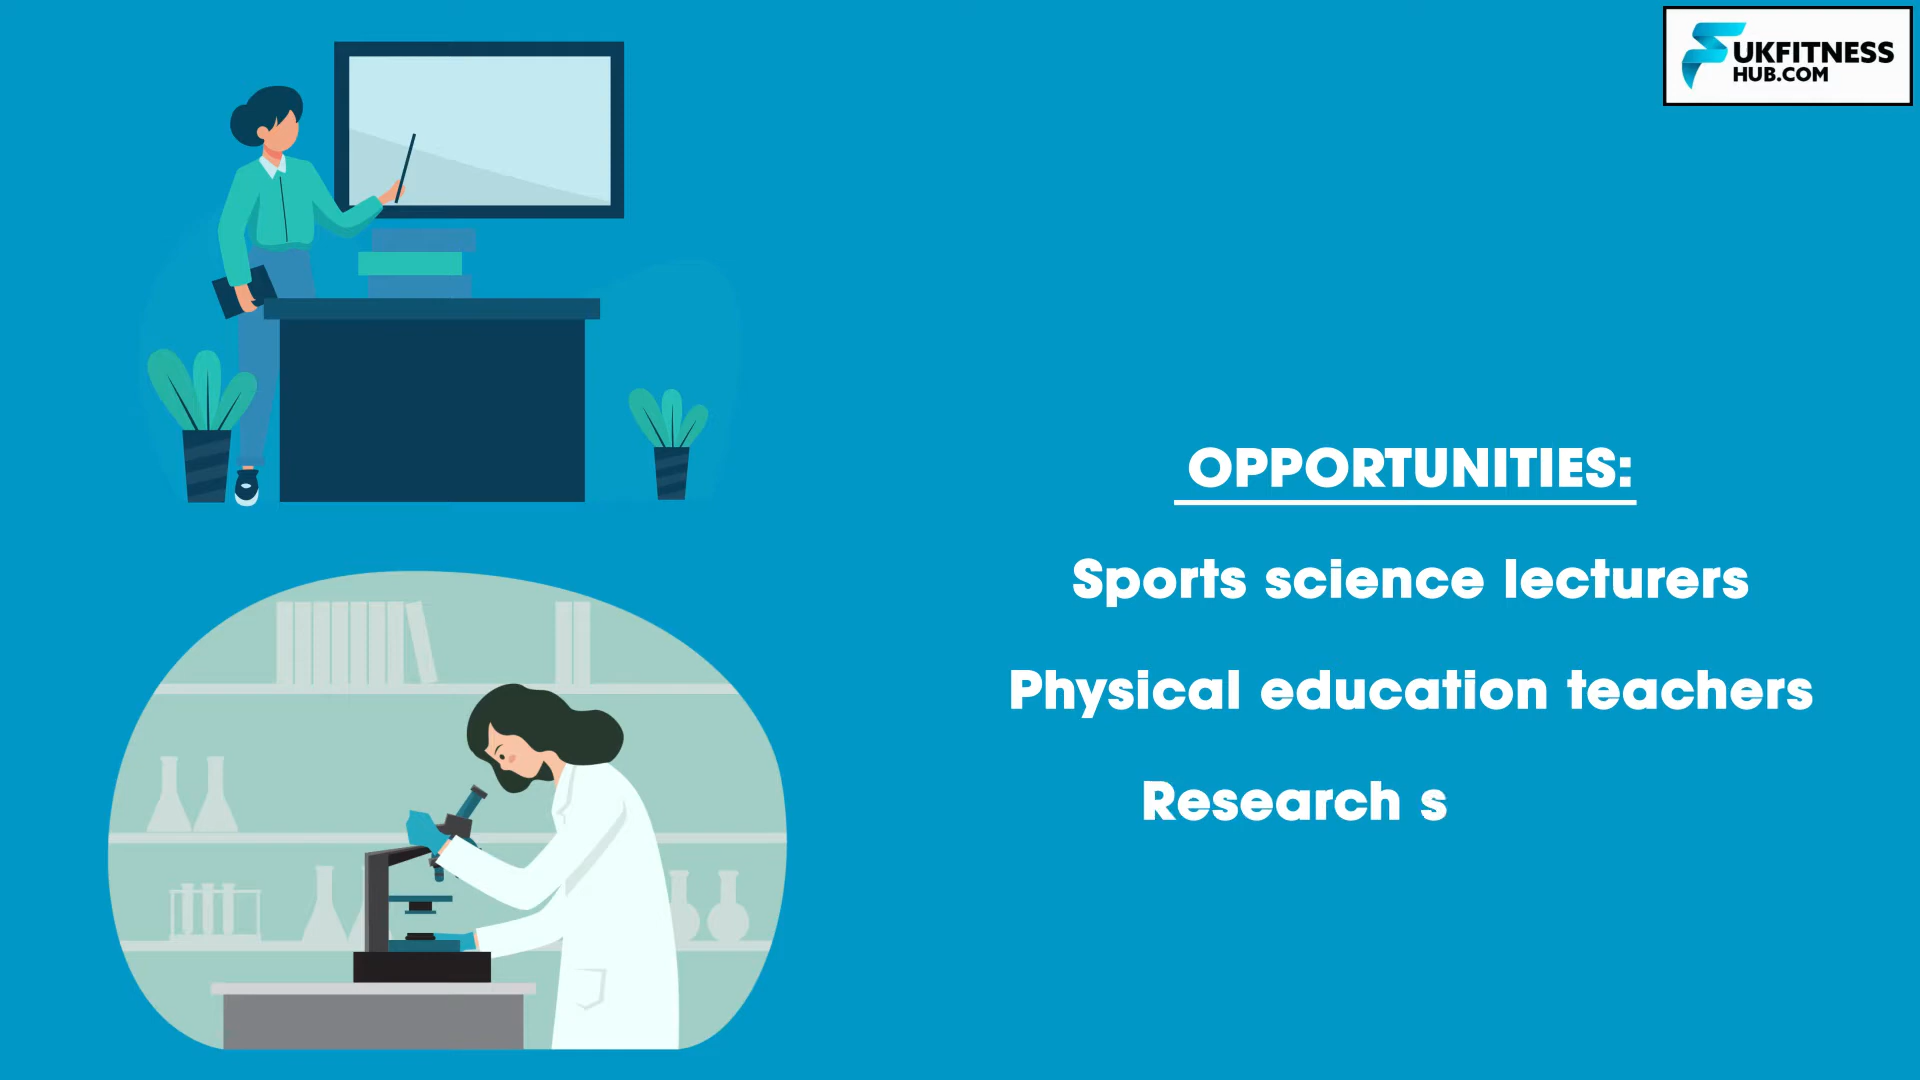 UKFITNESS
HUB.COM
OPPORTUNITIES:
Sports science lecturers
Physical education teachers
Research s